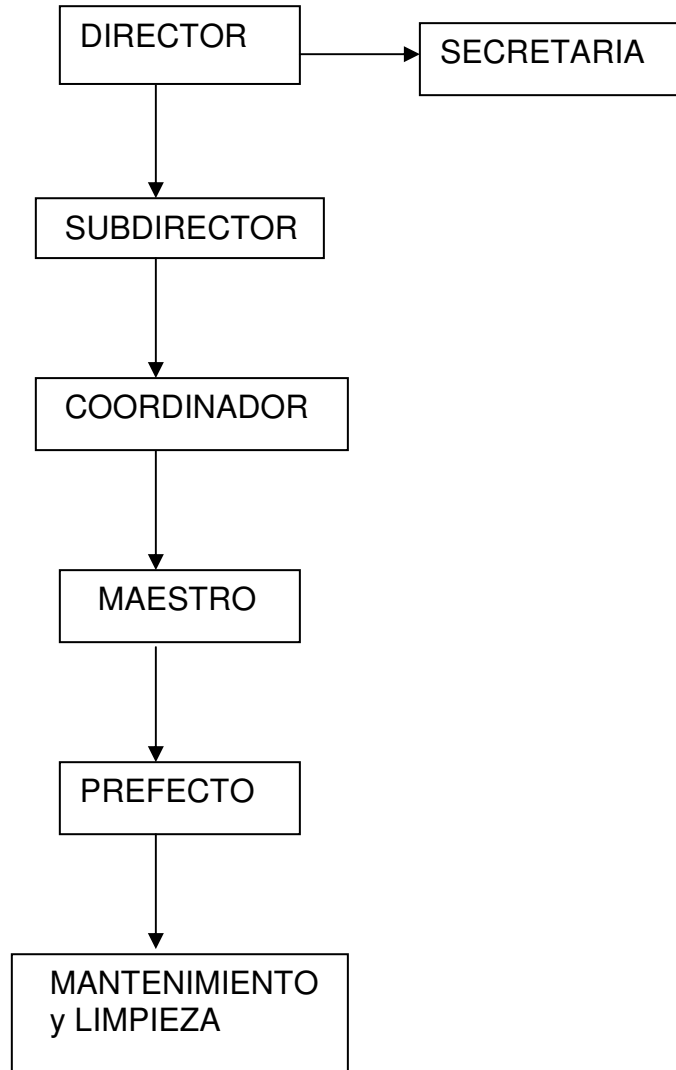 DIRECTOR
SECRETARIA
SUBDIRECTOR
COORDINADOR
MAESTRO
PREFECTO
MANTENIMIENTO
y LIMPIEZA